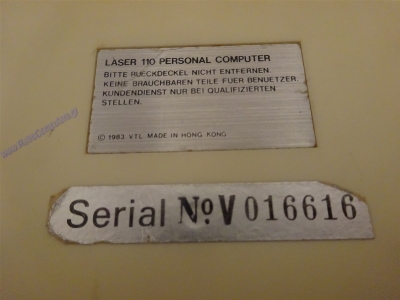 LASER 110 PERSONAL COMPUTER
BITTE RUECKDECKEL NICHT ENTFERNEN.
KEINE BRAUCHBAREN TEILE FUER BENUETZER.
KUNDENDIENST NUR BEI QUALIFIZIERTEN
STELLEN.
© 1983 VTL MADE IN HONG KONG
Serial No V 016616